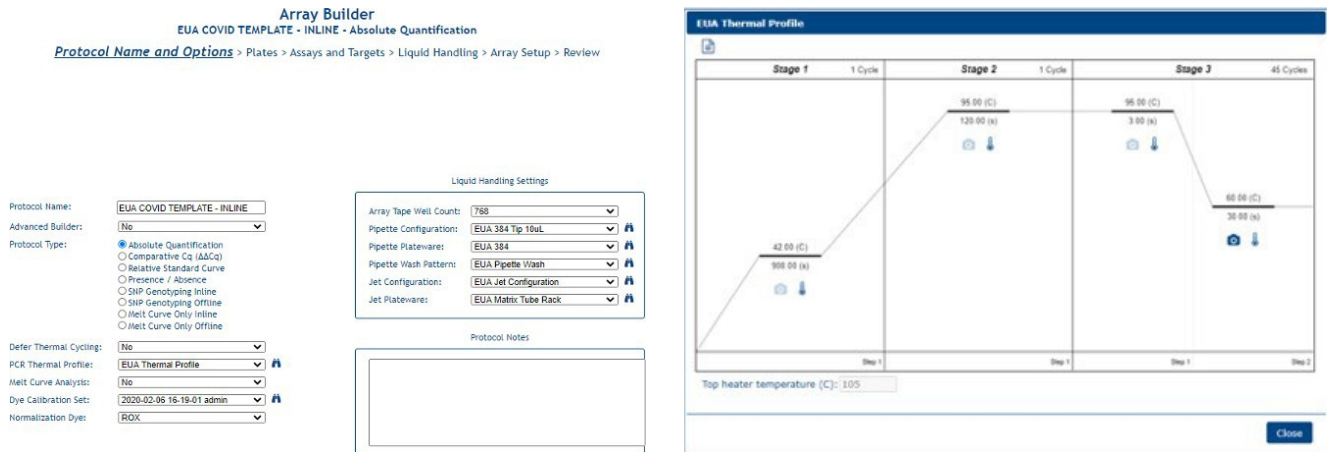 Array Builder
EUA COVID TEMPLATE - INLINE - Absolute Quantification
Protocol Name and Options > Plates > Assays and Targets > Liquid Handling > Array Setup > Review
Protocol Name: EUA COVID TEMPLATE - INLINE
Advanced Builder: No
Protocol Type: Absolute Quantification
Comparative Cq (ΔΔCq)
Relative Standard Curve
Presence / Absence
SNP Genotyping Inline
SNP Genotyping Offline
Melt Curve Only Inline
Melt Curve Only Offline
Defer Thermal Cycling: No
PCR Thermal Profile: EUA Thermal Profile
Melt Curve Analysis: No
Dye Calibration Set: 2020-02-06 16-19-01 admin
Normalization Dye: ROX
Liquid Handling Settings
Array Tape Well Count: 768
Pipette Configuration: EUA 384 Tip 10uL
Pipette Plateware: EUA 384
Pipette Wash Pattern: EUA Pipette Wash
Jet Configuration: EUA Jet Configuration
Jet Plateware: EUA Matrix Tube Rack
Protocol Notes
EUA Thermal Profile
Stage 1 1 Cycle Stage 2 1 Cycle Stage 3 45 Cycles
95.00 (C) 95.00 (C)
120.00 (s) 3.00 (s)
60.00 (C)
30.00 (s)
42.00 (C)
900.00 (s)
Step 1 Step 1 Step 1 Step 2
Top heater temperature (C): 105
Close